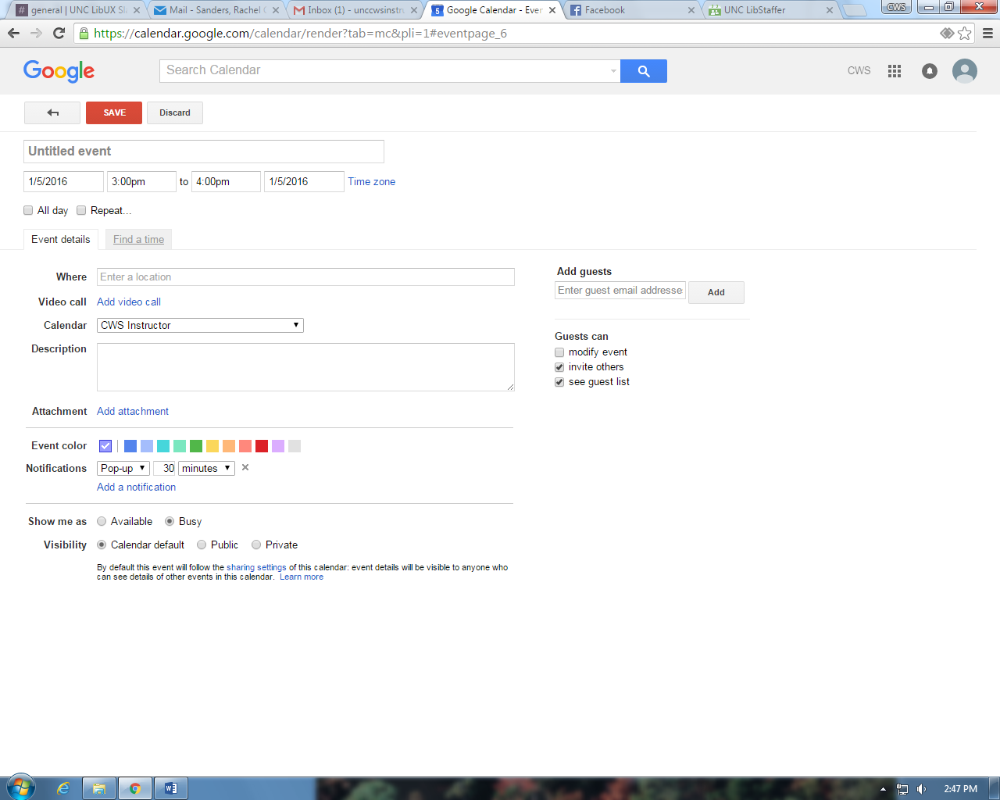 general | UNC LibUX Sla
Mail - Sanders, Rachel C
Inbox (1) - unccwsinstru
Google Calendar - Even
Facebook
UNC LibStaffer
CWS
https://calendar.google.com/calendar/render?tab=mc&pli=1#eventpage_6
Google
Search Calendar
CWS
SAVE
Discard
Untitled event
1/5/2016 3:00pm to 4:00pm 1/5/2016 Time zone
All day Repeat...
Event details Find a time
Where Enter a location
Video call Add video call
Calendar CWS Instructor
Description
Attachment Add attachment
Event color
Notifications Pop-up 30 minutes
Add a notification
Show me as Available Busy
Visibility Calendar default Public Private
By default this event will follow the sharing settings of this calendar: event details will be visible to anyone who
can see details of other events in this calendar. Learn more
Add guests
Enter guest email addresse Add
Guests can
modify event
invite others
see guest list
2:47 PM